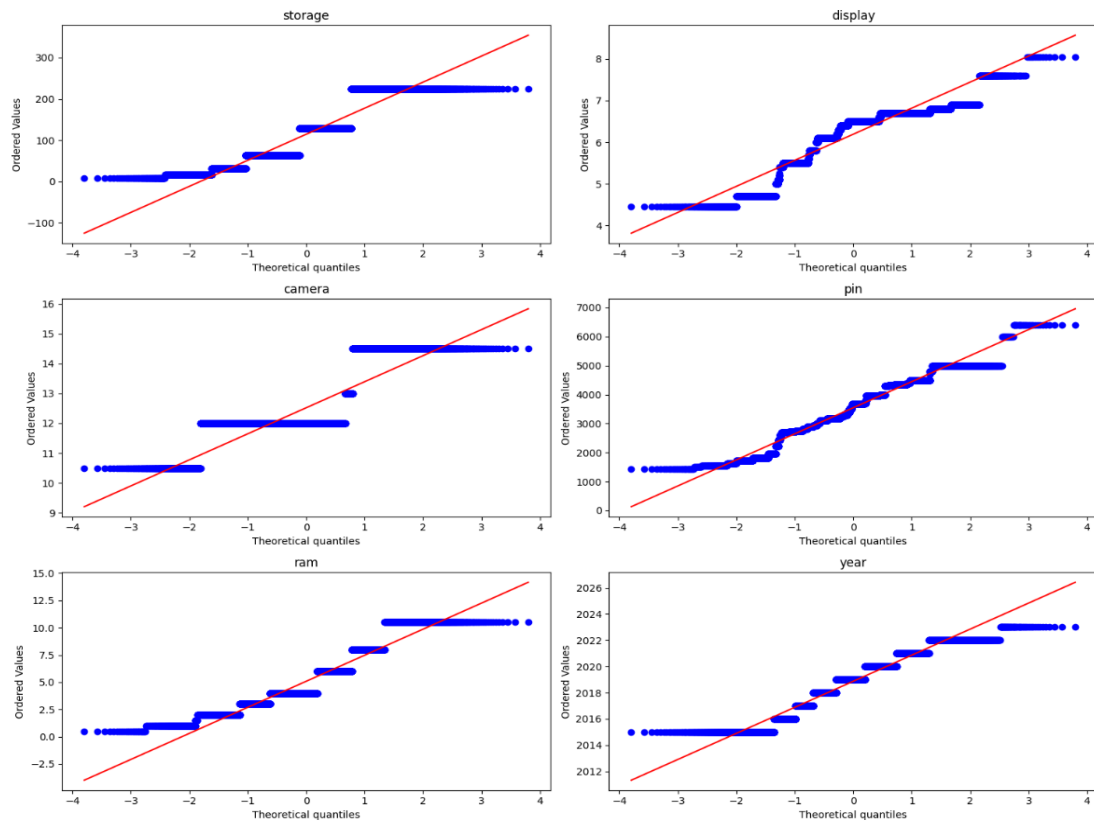 storage
Ordered Values
300
200
100
0
−100
−4 −3 −2 −1 0 1 2 3 4
Theoretical quantiles
display
Ordered Values
8
7
6
5
4
−4 −3 −2 −1 0 1 2 3 4
Theoretical quantiles
camera
Ordered Values
16
15
14
13
12
11
10
9
−4 −3 −2 −1 0 1 2 3 4
Theoretical quantiles
pin
Ordered Values
7000
6000
5000
4000
3000
2000
1000
0
−4 −3 −2 −1 0 1 2 3 4
Theoretical quantiles
ram
Ordered Values
15.0
12.5
10.0
7.5
5.0
2.5
0.0
−2.5
−4 −3 −2 −1 0 1 2 3 4
Theoretical quantiles
year
Ordered Values
2026
2024
2022
2020
2018
2016
2014
2012
−4 −3 −2 −1 0 1 2 3 4
Theoretical quantiles